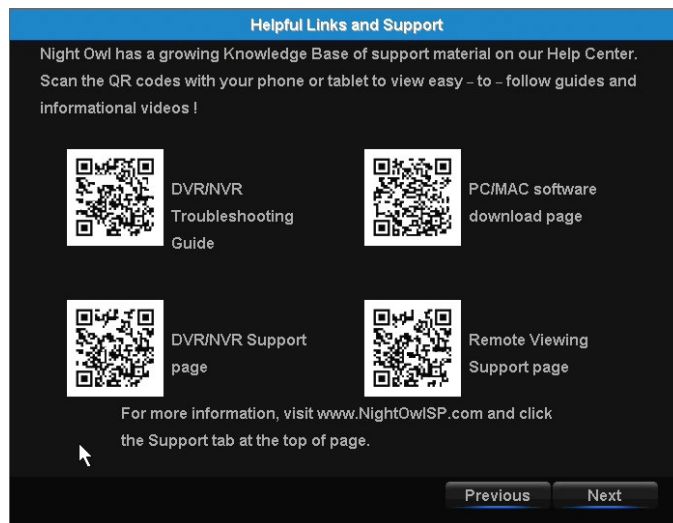 Helpful Links and Support
Night Owl has a growing Knowledge Base of support material on our Help Center.
Scan the QR codes with your phone or tablet to view easy – to – follow guides and
informational videos !
DVR/NVR
Troubleshooting
Guide
PC/MAC software
download page
DVR/NVR Support
page
Remote Viewing
Support page
For more information, visit www.NightOwlSP.com and click
the Support tab at the top of page.
Previous Next